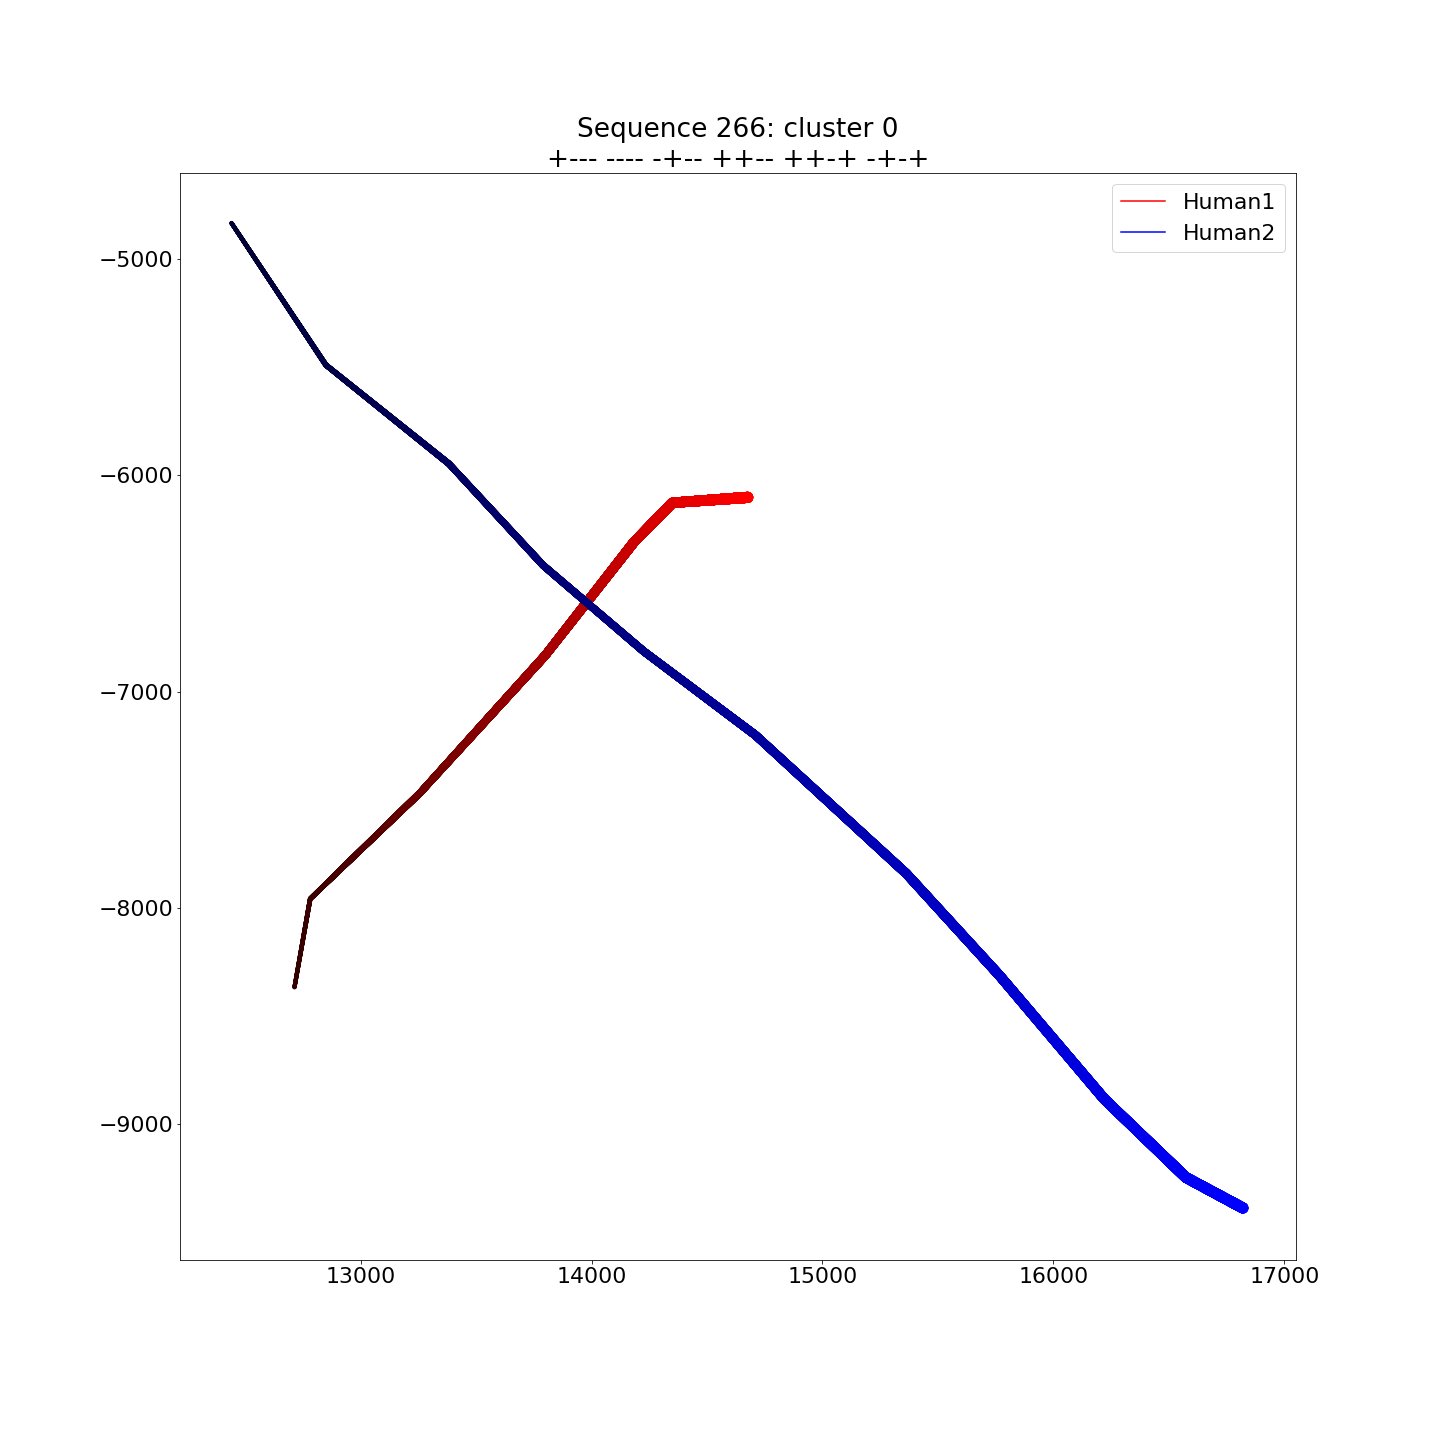 Sequence 266: cluster 0
+--- ---- -+-- ++-- ++-+ -+-+
Human1
Human2
−5000
−6000
−7000
−8000
−9000
13000 14000 15000 16000 17000